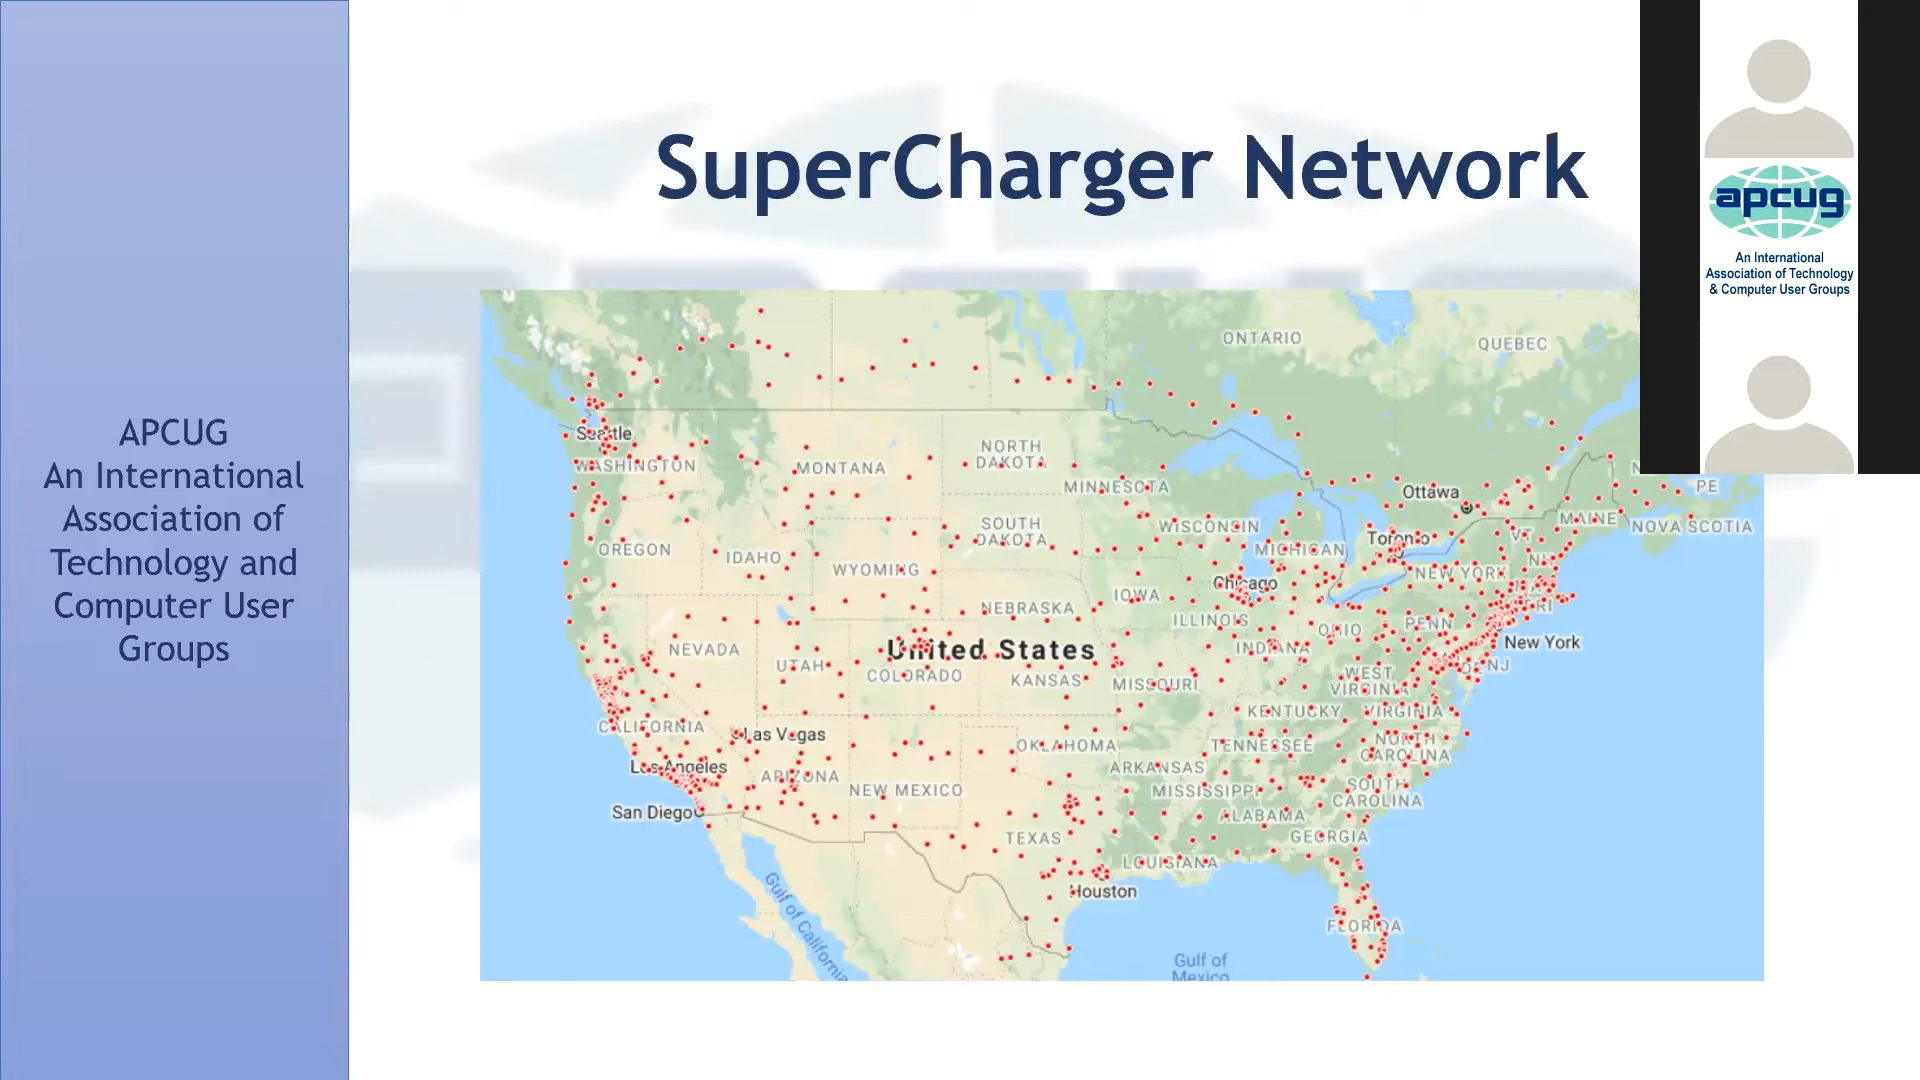 SuperCharger Network
APCUG
An International
Association of
Technology and
Computer User
Groups
apcug
An International
Association of Technology
& Computer User Groups
ONTARIO
QUEBEC
Seattle
WASHINGTON
MONTANA
NORTH
DAKOTA
MINNESOTA
Ottawa
PE
OREGON
IDAHO
WYOMING
SOUTH
DAKOTA
WISCONSIN
MICHIGAN
Toronto
VT
MAINE
NOVA SCOTIA
NH
NEW YORK
MA
RI
Chicago
IOWA
NEBRASKA
ILLINOIS
INDIANA
OHIO
PENN
New York
NEVADA
UTAH
COLORADO
United States
KANSAS
MISSOURI
WEST
VIRGINIA
NJ
KENTUCKY
VIRGINIA
CALIFORNIA
Las Vegas
OKLAHOMA
TENNESSEE
NORTH
CAROLINA
Los Angeles
ARIZONA
NEW MEXICO
ARKANSAS
MISSISSIPPI
SOUTH
CAROLINA
San Diego
TEXAS
ALABAMA
GEORGIA
LOUISIANA
Houston
FLORIDA
Gulf of California
Gulf of
Mexico